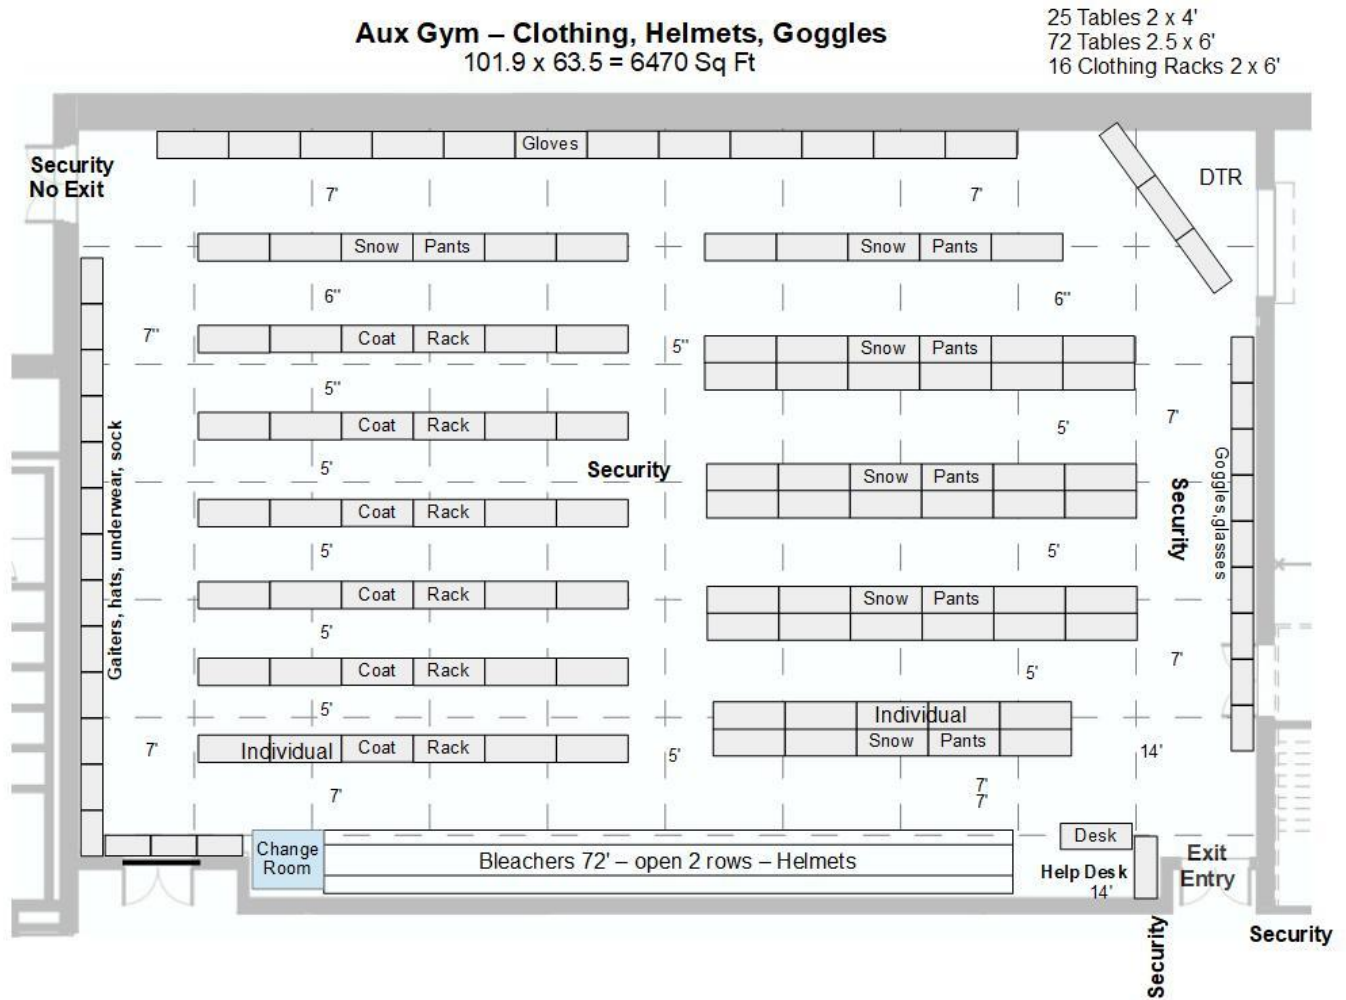 Aux Gym – Clothing, Helmets, Goggles
101.9 x 63.5 = 6470 Sq Ft
25 Tables 2 x 4'
72 Tables 2.5 x 6'
16 Clothing Racks 2 x 6'
Gloves
Security
No Exit
DTR
7'
7'
Snow Pants
Snow Pants
6''
6''
7''
Coat Rack
5''
Snow Pants
5''
Coat Rack
5'
7'
5'
Security
Snow Pants
Gaiters, hats, underwear, sock
Goggles,glasses
Security
Coat Rack
5'
5'
Coat Rack
Snow Pants
5'
7'
Coat Rack
5'
5'
Individual
Snow Pants
7'
Individual Coat Rack
5'
14'
7'
7'
7'
Change
Room
Bleachers 72' – open 2 rows – Helmets
Desk
Help Desk
14'
Exit
Entry
Security
Security